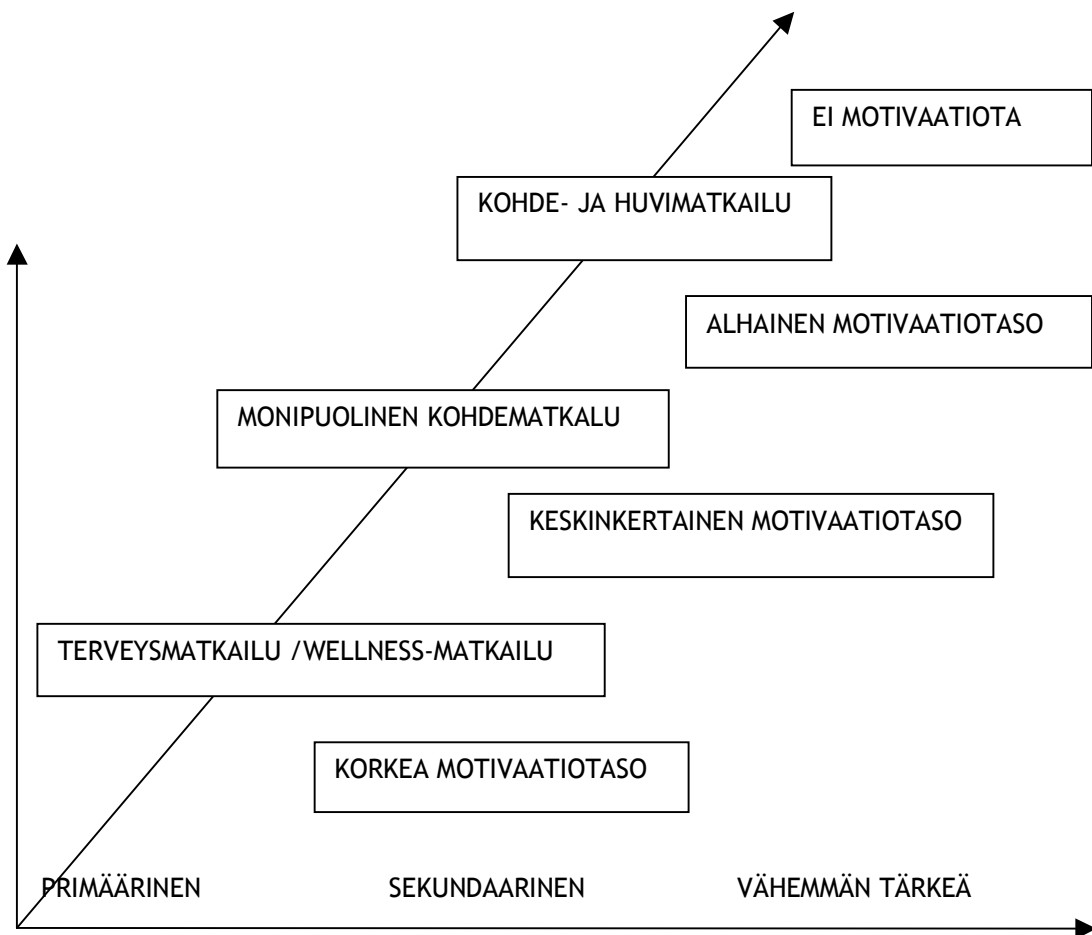 EI MOTIVAATIOTA
KOHDE- JA HUVIMATKAILU
ALHAINEN MOTIVAATIOTASO
MONIPUOLINEN KOHDEMATKALU
KESKINKERTAINEN MOTIVAATIOTASO
TERVEYSMATKAILU /WELLNESS-MATKAILU
KORKEA MOTIVAATIOTASO
PRIMÄÄRINEN SEKUNDAARINEN VÄHEMMÄN TÄRKEÄ